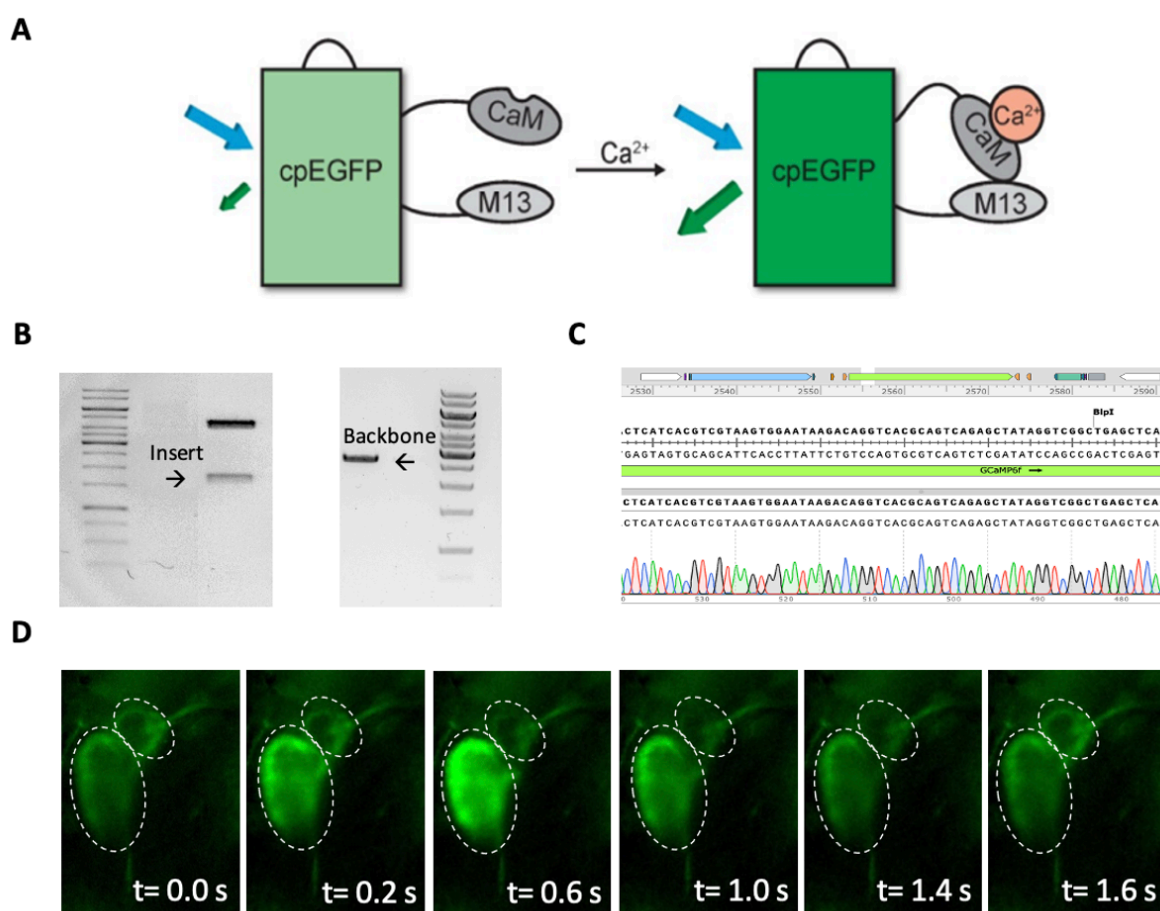 A
CaM
cpEGFP
M13
Ca²⁺
Ca²⁺
CaM
cpEGFP
M13
B
Insert
→
Backbone
←
C
2530 2540 2550 2560 2570 2580 2590
BlpI
CTCATCACGTCGTAAGTGGAATAAGACAGGTCACGCAGTCAGAGCTATAGGTCGGCTGAGCTCA
GAGTAGTGCAGCATTCACCTTATTCTGTCCAGTGCGTCAGTCTCGATATCCAGCCGACTCGAGT
GCaMP6f
CTCATCACGTCGTAAGTGGAATAAGACAGGTCACGCAGTCAGAGCTATAGGTCGGCTGAGCTCA
CTCATCACGTCGTAAGTGGAATAAGACAGGTCACGCAGTCAGAGCTATAGGTCGGCTGAGCTCA
530 520 510 500 490 480
D
t= 0.0 s
t= 0.2 s
t= 0.6 s
t= 1.0 s
t= 1.4 s
t= 1.6 s